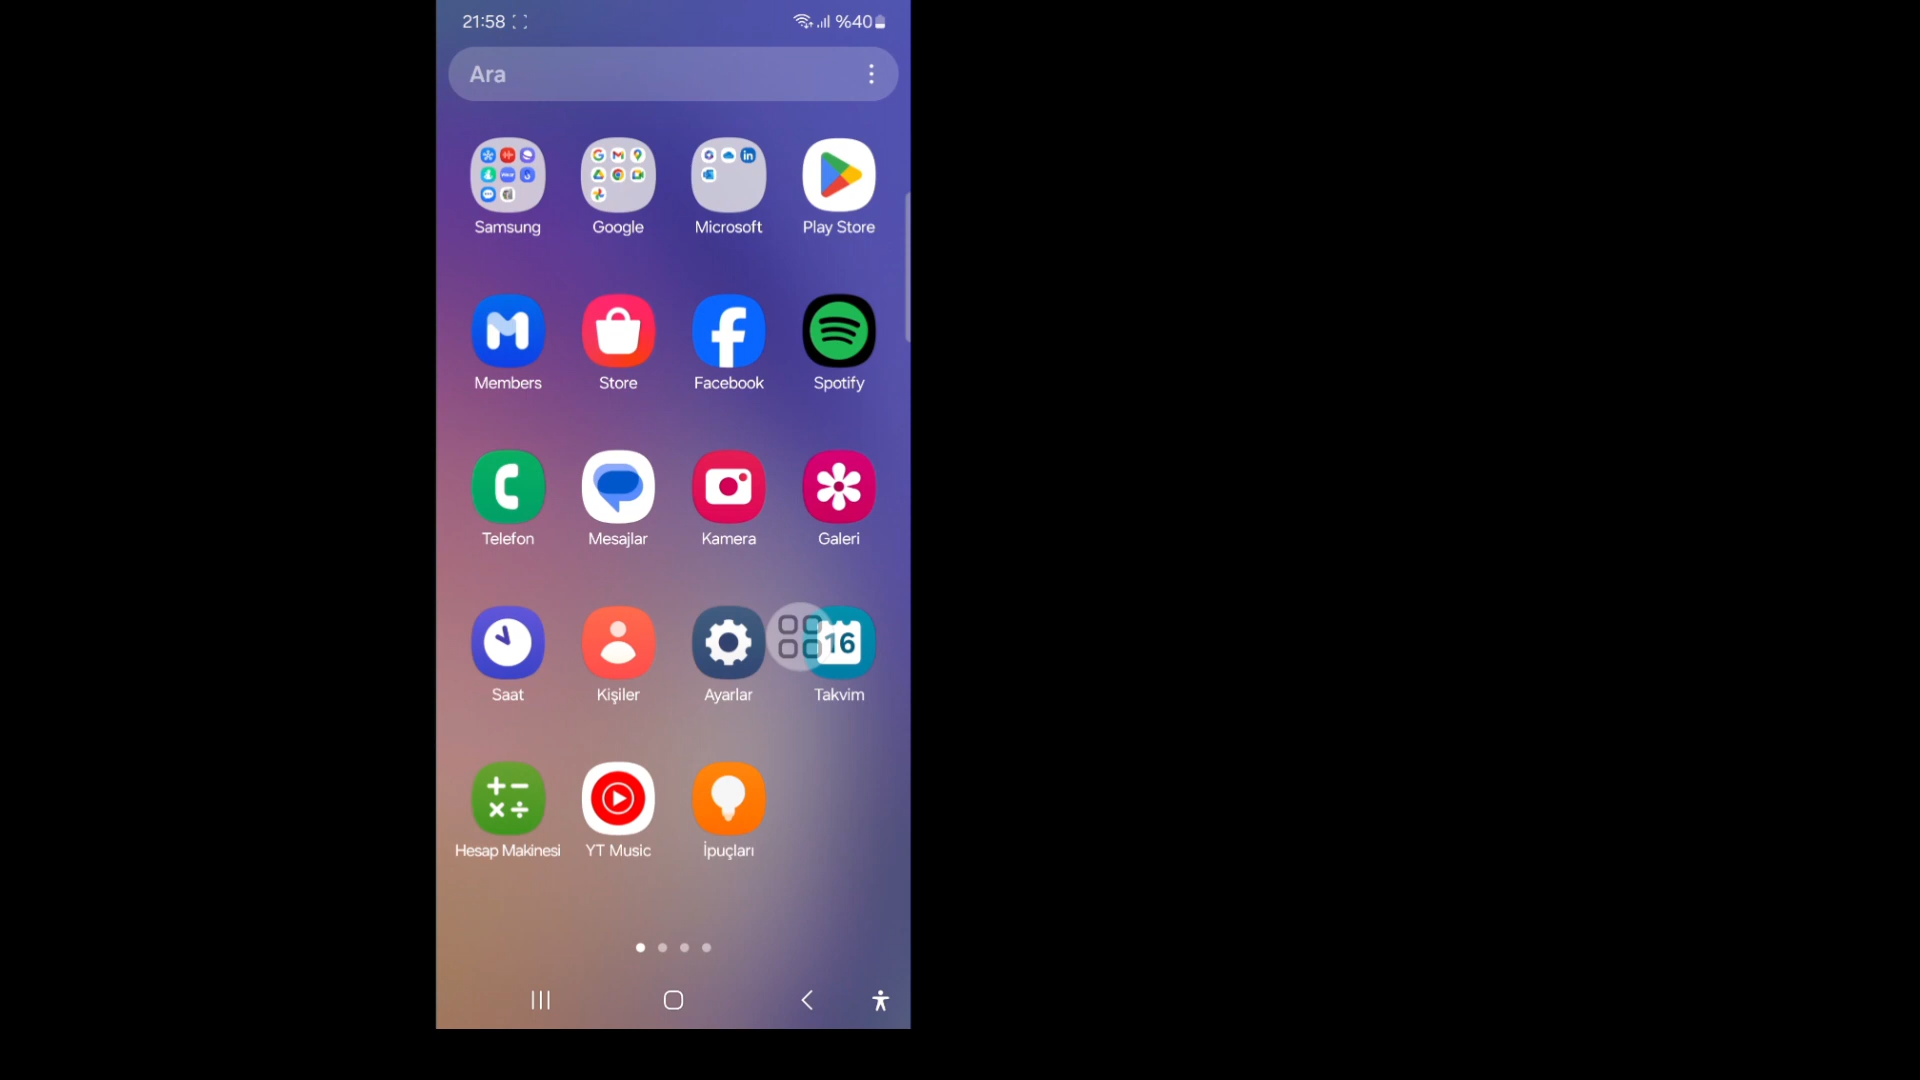 21:58 %40
Ara
Samsung Google Microsoft Play Store
Members Store Facebook Spotify
Telefon Mesajlar Kamera Galeri
16
Saat Kişiler Ayarlar Takvim
Hesap Makinesi YT Music İpuçları